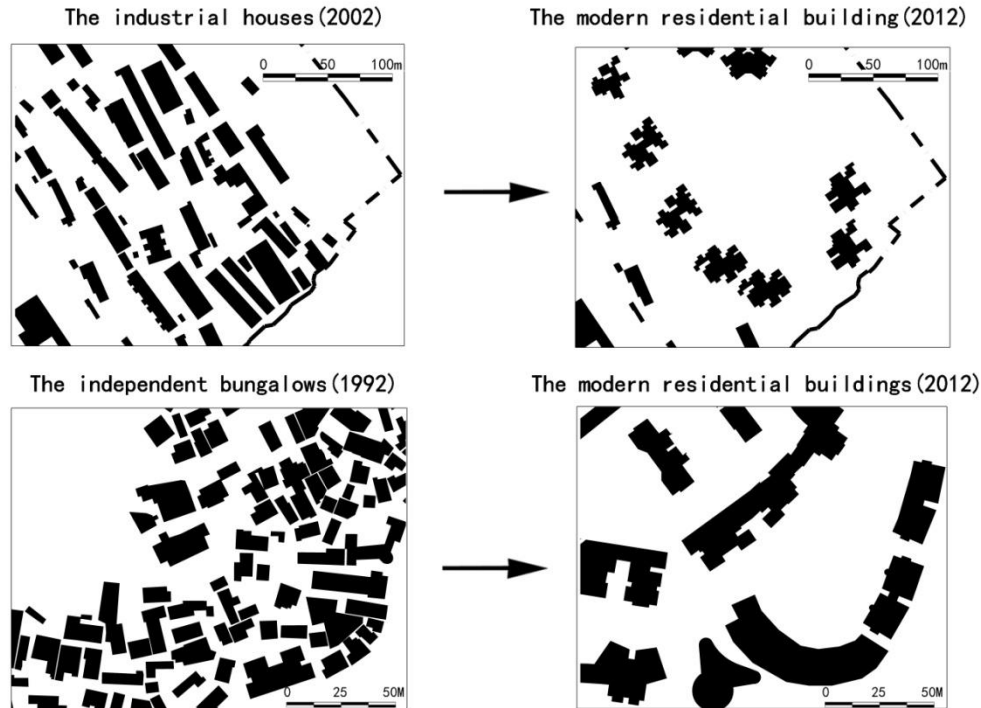 The industrial houses(2002)
The modern residential building(2012)
0 50 100m
0 50 100m
The independent bungalows(1992)
The modern residential buildings(2012)
0 25 50M
0 25 50M